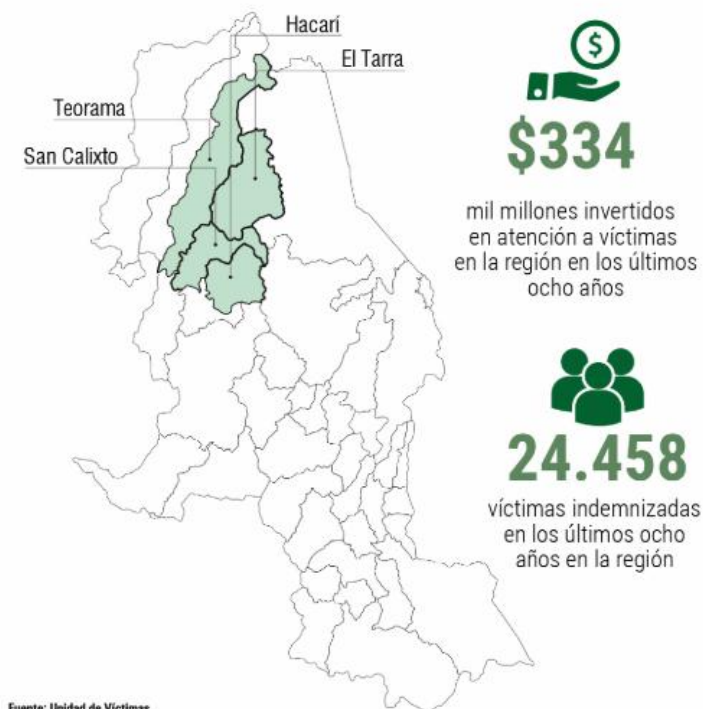 Hacarí
El Tarra
Teorama
San Calixto
$
$334
mil millones invertidos
en atención a víctimas
en la región en los últimos
ocho años
24.458
víctimas indemnizadas
en los últimos ocho
años en la región
Fuente: Unidad de Víctimas